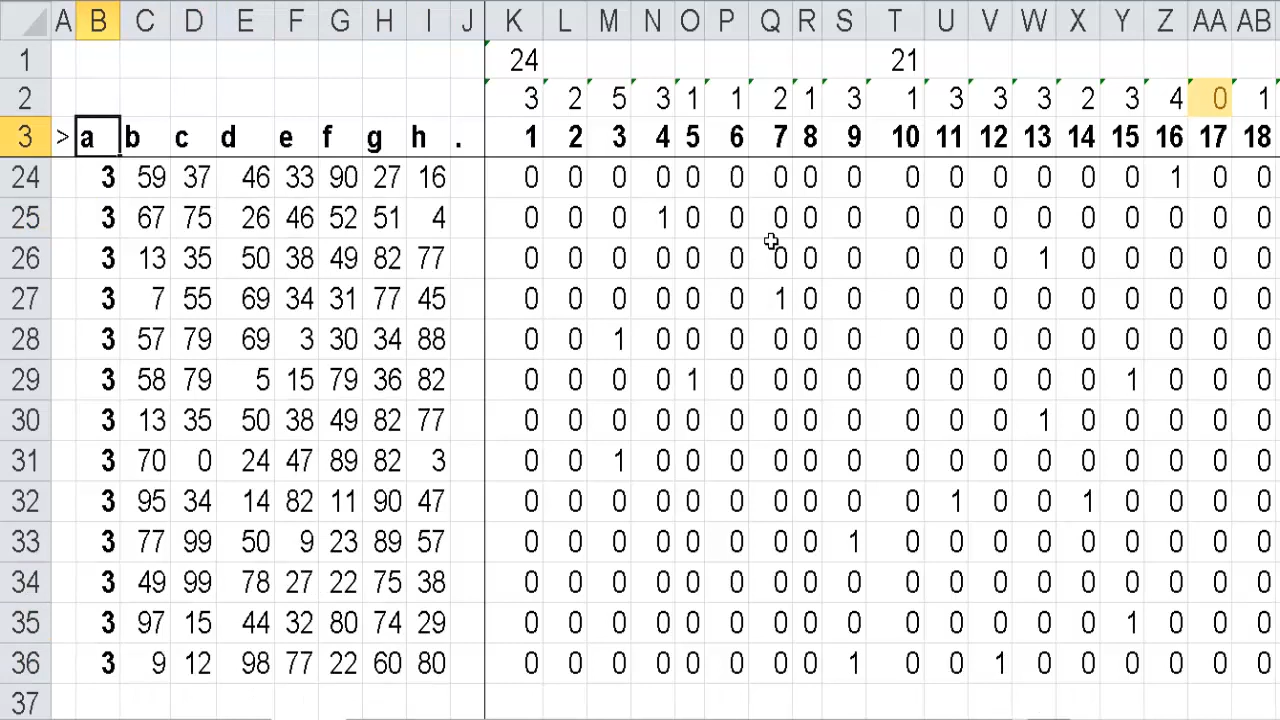 A B C D E F G H I J K L M N O P Q R S T U V W X Y Z AA AB
1 24 21
2 3 2 5 3 1 1 2 1 3 1 3 3 3 2 3 4 0 1
3 > a b c d e f g h . 1 2 3 4 5 6 7 8 9 10 11 12 13 14 15 16 17 18
24 3 59 37 46 33 90 27 16 0 0 0 0 0 0 0 0 0 0 0 0 0 0 0 1 0 0
25 3 67 75 26 46 52 51 4 0 0 0 1 0 0 0 0 0 0 0 0 0 0 0 0 0 0
26 3 13 35 50 38 49 82 77 0 0 0 0 0 0 0 0 0 0 0 0 1 0 0 0 0 0
27 3 7 55 69 34 31 77 45 0 0 0 0 0 0 1 0 0 0 0 0 0 0 0 0 0 0
28 3 57 79 69 3 30 34 88 0 0 1 0 0 0 0 0 0 0 0 0 0 0 0 0 0 0
29 3 58 79 5 15 79 36 82 0 0 0 0 1 0 0 0 0 0 0 0 0 0 1 0 0 0
30 3 13 35 50 38 49 82 77 0 0 0 0 0 0 0 0 0 0 0 0 1 0 0 0 0 0
31 3 70 0 24 47 89 82 3 0 0 1 0 0 0 0 0 0 0 0 0 0 0 0 0 0 0
32 3 95 34 14 82 11 90 47 0 0 0 0 0 0 0 0 0 0 1 0 0 1 0 0 0 0
33 3 77 99 50 9 23 89 57 0 0 0 0 0 0 0 0 1 0 0 0 0 0 0 0 0 0
34 3 49 99 78 27 22 75 38 0 0 0 0 0 0 0 0 0 0 0 0 0 0 0 0 0 0
35 3 97 15 44 32 80 74 29 0 0 0 0 0 0 0 0 0 0 0 0 0 0 1 0 0 0
36 3 9 12 98 77 22 60 80 0 0 0 0 0 0 0 0 1 0 0 1 0 0 0 0 0 0
37